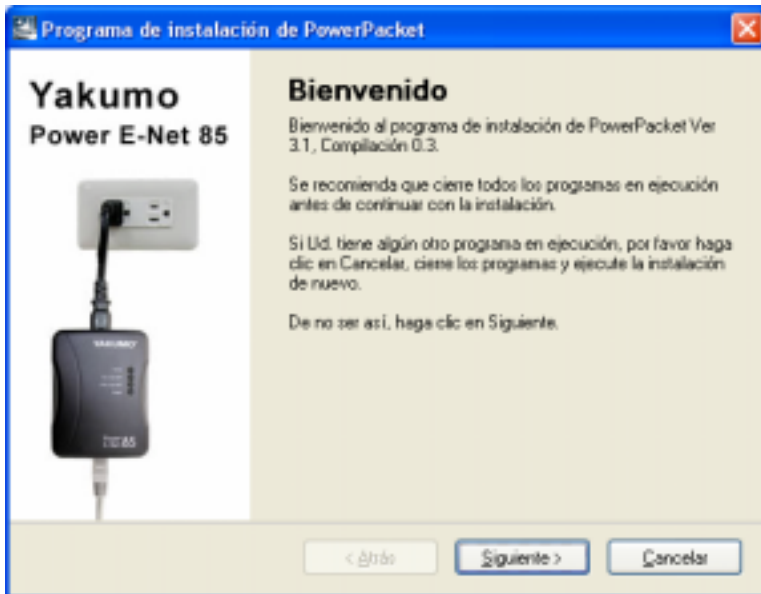 Programa de instalación de PowerPacket
Yakumo
Power E-Net 85
YAKUMO
85
Bienvenido
Bienvenido al programa de instalación de PowerPacket Ver
3.1, Compilación 0.3.
Se recomienda que cierre todos los programas en ejecución
antes de continuar con la instalación.
Si Ud. tiene algún otro programa en ejecución, por favor haga
clic en Cancelar, cierre los programas y ejecute la instalación
de nuevo.
De no ser así, haga clic en Siguiente.
< Atrás
Siguiente >
Cancelar